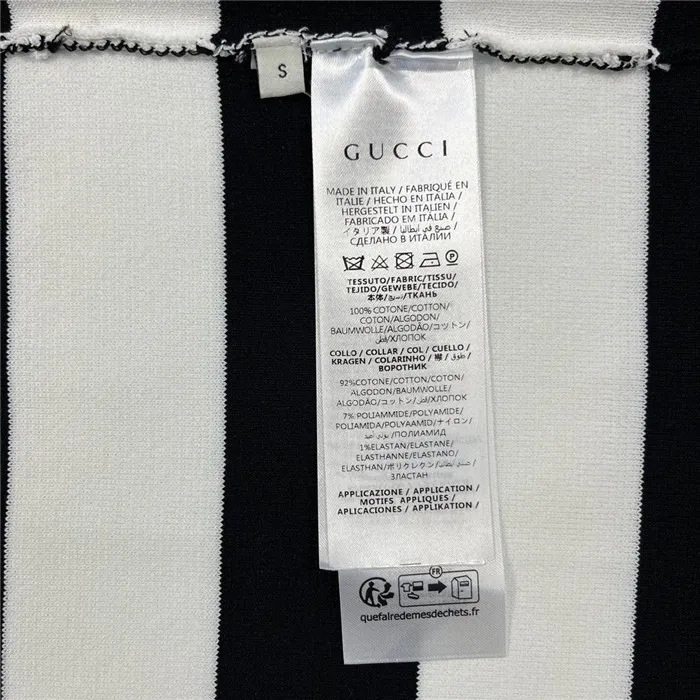 S
GUCCI
MADE IN ITALY / FABRIQUÉ EN
ITALIE / HECHO EN ITALIA /
HERGESTELLT IN ITALIEN /
FABRICADO EM ITÁLIA /
イタリア製 / صنع في ايطاليا /
СДЕЛАНО В ИТАЛИИ
P
TESSUTO/FABRIC/TISSU/
TEJIDO/GEWEBE/TECIDO/
本体/نسيج/ТКАНЬ
100% COTONE/COTTON/
COTON/ALGODON/
BAUMWOLLE/ALGODÃO/コットン/
قطن/ХЛОПОК
COLLO / COLLAR / COL / CUELLO /
KRAGEN / COLARINHO / 襟 / طوق /
ВОРОТНИК
92%COTONE/COTTON/COTON/
ALGODON/BAUMWOLLE/
ALGODÃO/コットン/قطن/ХЛОПОК
7% POLIAMMIDE/POLYAMIDE/
POLIAMIDA/POLYAMID/ナイロン/
/ПОЛИАМИД
1%ELASTAN/ELASTANE/
ELASTHANNE/ELASTANO/
ELASTHAN/ポリウレタン/
ЭЛАСТАН
APPLICAZIONE / APPLICATION /
MOTIFS APPLIQUES /
APLICACIONES / APPLIKATION /
FR
quefairedemesdechets.fr